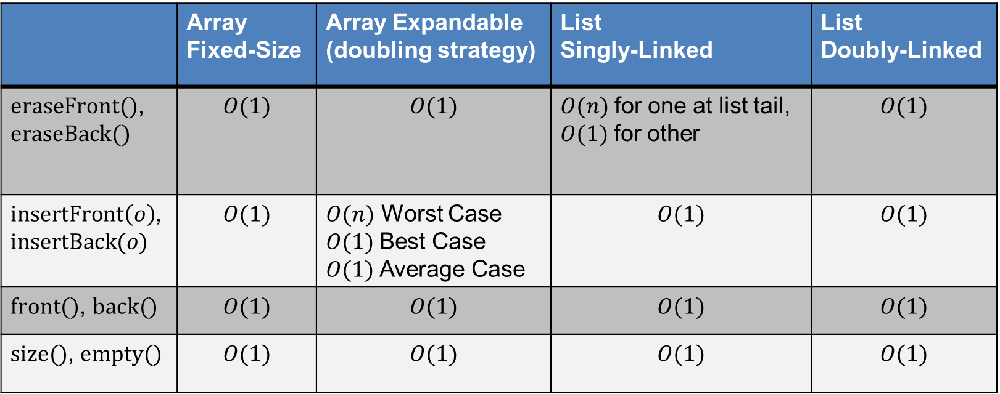 Array
Fixed-Size
Array Expandable
(doubling strategy)
List
Singly-Linked
List
Doubly-Linked
eraseFront(),
eraseBack()
O(1)
O(1)
O(n) for one at list tail,
O(1) for other
O(1)
insertFront(o),
insertBack(o)
O(1)
O(n) Worst Case
O(1) Best Case
O(1) Average Case
O(1)
O(1)
front(), back()
O(1)
O(1)
O(1)
O(1)
size(), empty()
O(1)
O(1)
O(1)
O(1)